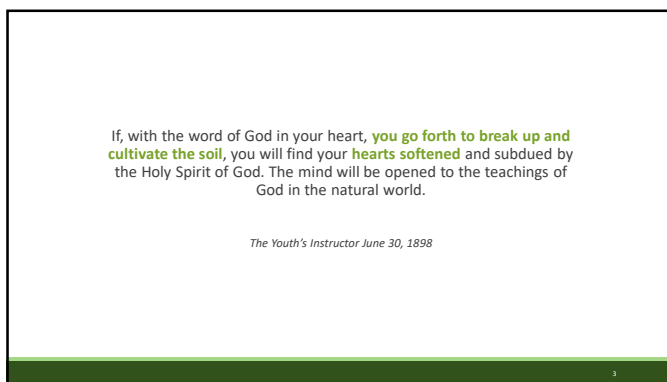 If, with the word of God in your heart, you go forth to break up and
cultivate the soil, you will find your hearts softened and subdued by
the Holy Spirit of God. The mind will be opened to the teachings of
God in the natural world.
The Youth’s Instructor June 30, 1898
3